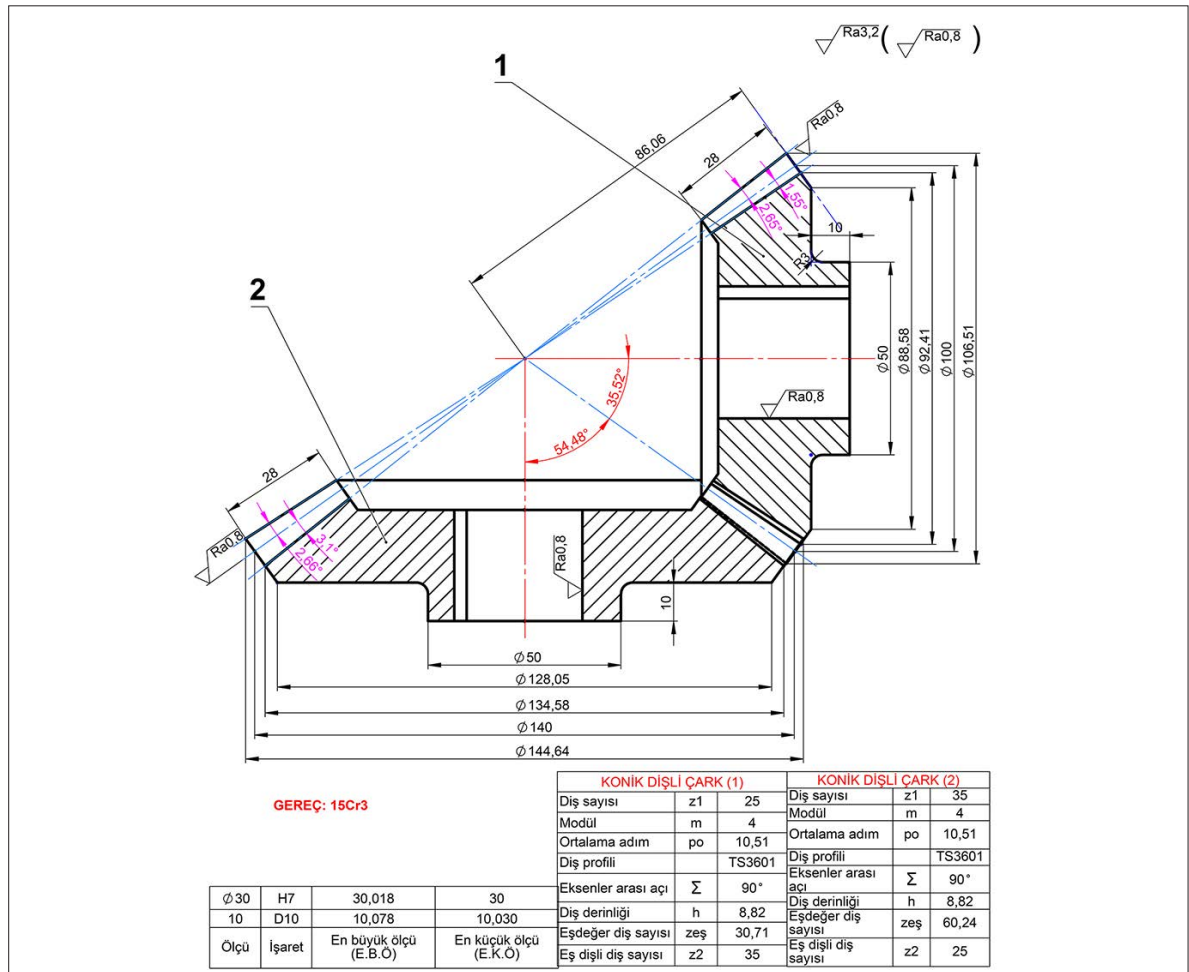 Ra3,2 ( Ra0,8 )
1
86,06
28
Ra0,8
1,55°
2,65°
10
R3
2
Ø50
Ø88,58
Ø92,41
Ø100
Ø106,51
35,52°
54,48°
Ra0,8
28
Ra0,8
3,1°
2,66°
Ra0,8
10
Ø50
Ø128,05
Ø134,58
Ø140
Ø144,64
GEREÇ: 15Cr3
Ø30 H7 30,018 30
10 D10 10,078 10,030
Ölçü İşaret En büyük ölçü (E.B.Ö) En küçük ölçü (E.K.Ö)
KONİK DİŞLİ ÇARK (1)
Diş sayısı z1 25
Modül m 4
Ortalama adım po 10,51
Diş profili TS3601
Eksenler arası açı Σ 90°
Diş derinliği h 8,82
Eşdeğer diş sayısı zeş 30,71
Eş dişli diş sayısı z2 35
KONİK DİŞLİ ÇARK (2)
Diş sayısı z1 35
Modül m 4
Ortalama adım po 10,51
Diş profili TS3601
Eksenler arası açı Σ 90°
Diş derinliği h 8,82
Eşdeğer diş sayısı zeş 60,24
Eş dişli diş sayısı z2 25